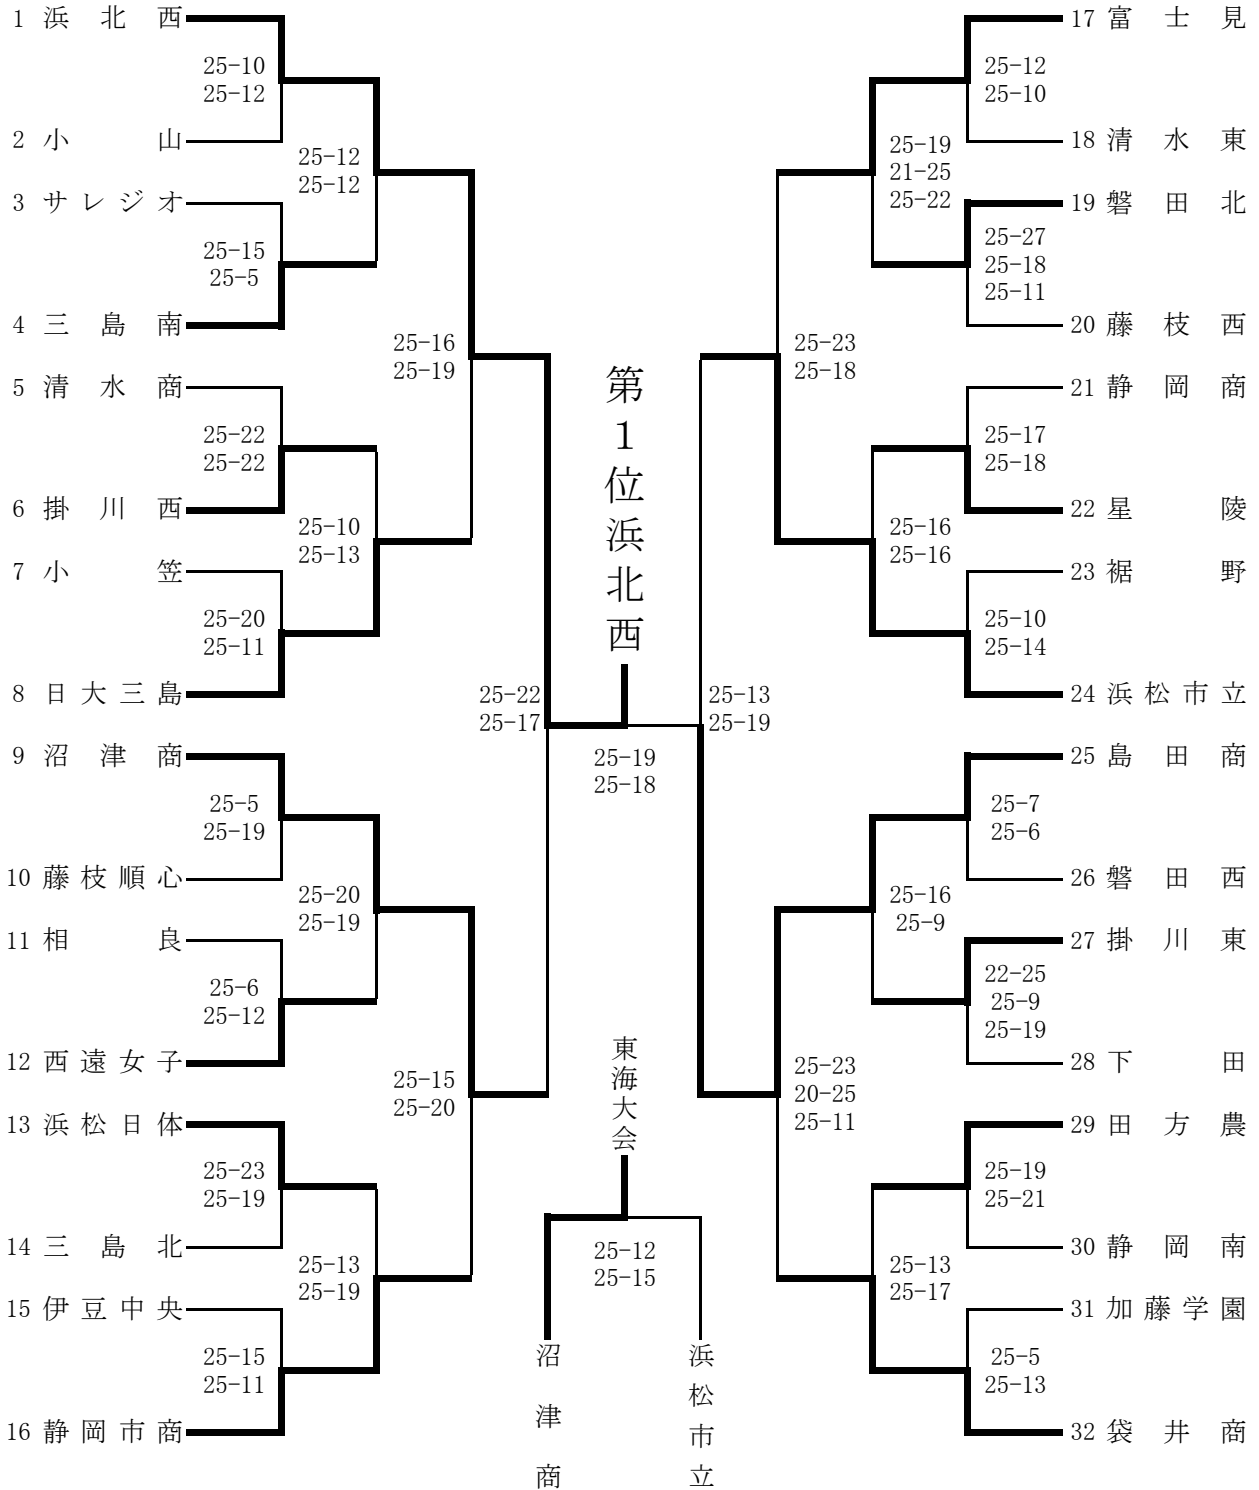 1 浜北西
25-10
25-12
2 小山
25-12
25-12
3 サレジオ
25-15
25-5
4 三島南
25-16
25-19
5 清水商
25-22
25-22
6 掛川西
25-10
25-13
7 小笠
25-20
25-11
8 日大三島
25-22
25-17
9 沼津商
25-5
25-19
10 藤枝順心
25-20
25-19
11 相良
25-6
25-12
12 西遠女子
25-15
25-20
13 浜松日体
25-23
25-19
14 三島北
25-13
25-19
15 伊豆中央
25-15
25-11
16 静岡市商
第1位浜北西
25-19
25-18
東海大会
25-12
25-15
沼津商
浜松市立
17 富士見
25-12
25-10
18 清水東
25-19
21-25
25-22
19 磐田北
25-27
25-18
25-11
20 藤枝西
25-23
25-18
21 静岡商
25-17
25-18
22 星陵
25-16
25-16
23 裾野
25-10
25-14
24 浜松市立
25-13
25-19
25 島田商
25-7
25-6
26 磐田西
25-16
25-9
27 掛川東
22-25
25-9
25-19
28 下田
25-23
20-25
25-11
29 田方農
25-19
25-21
30 静岡南
25-13
25-17
31 加藤学園
25-5
25-13
32 袋井商